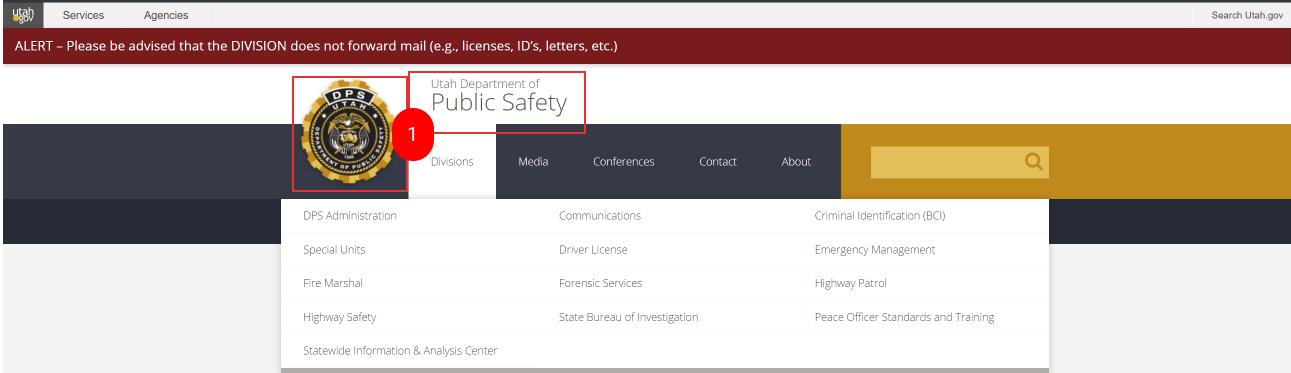 utah
gov
Services
Agencies
Search Utah.gov
ALERT – Please be advised that the DIVISION does not forward mail (e.g., licenses, ID's, letters, etc.)
DPS
UTAH
DEPARTMENT OF PUBLIC SAFETY
1
Utah Department of
Public Safety
Divisions
Media
Conferences
Contact
About
DPS Administration
Communications
Criminal Identification (BCI)
Special Units
Driver License
Emergency Management
Fire Marshal
Forensic Services
Highway Patrol
Highway Safety
State Bureau of Investigation
Peace Officer Standards and Training
Statewide Information & Analysis Center